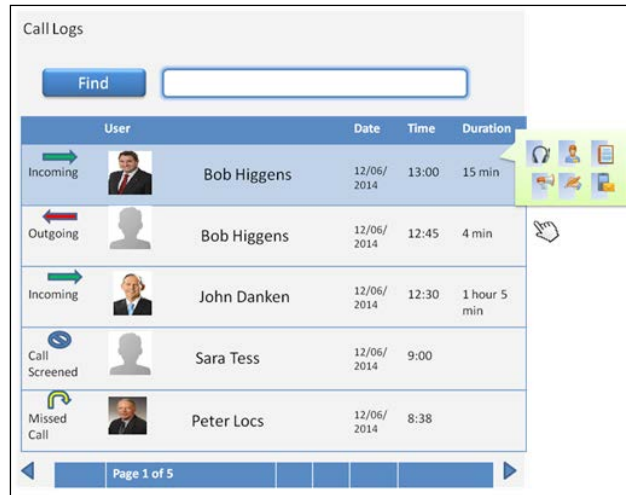 Call Logs
Find
User Date Time Duration
Incoming Bob Higgens 12/06/ 2014 13:00 15 min
Outgoing Bob Higgens 12/06/ 2014 12:45 4 min
Incoming John Danken 12/06/ 2014 12:30 1 hour 5 min
Call Screened Sara Tess 12/06/ 2014 9:00
Missed Call Peter Locs 12/06/ 2014 8:38
Page 1 of 5